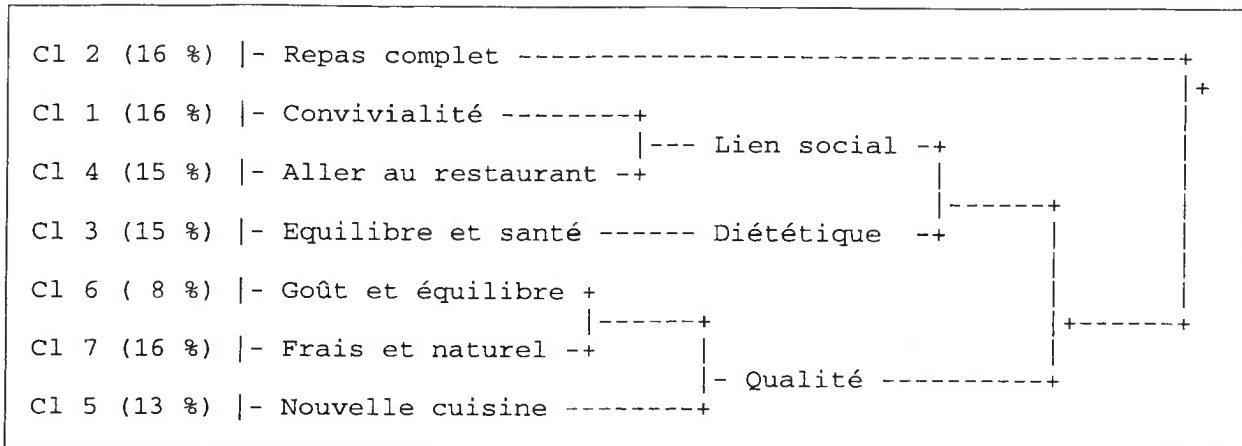 Cl 2 (16 %) |- Repas complet -------------------------------------+
|+
Cl 1 (16 %) |- Convivialité --------+
|--- Lien social -+
Cl 4 (15 %) |- Aller au restaurant -+
|------+
Cl 3 (15 %) |- Equilibre et santé ------ Diététique -+
Cl 6 ( 8 %) |- Goût et équilibre +
|------+ |+------+
Cl 7 (16 %) |- Frais et naturel -+
|- Qualité ----------+
Cl 5 (13 %) |- Nouvelle cuisine --------+